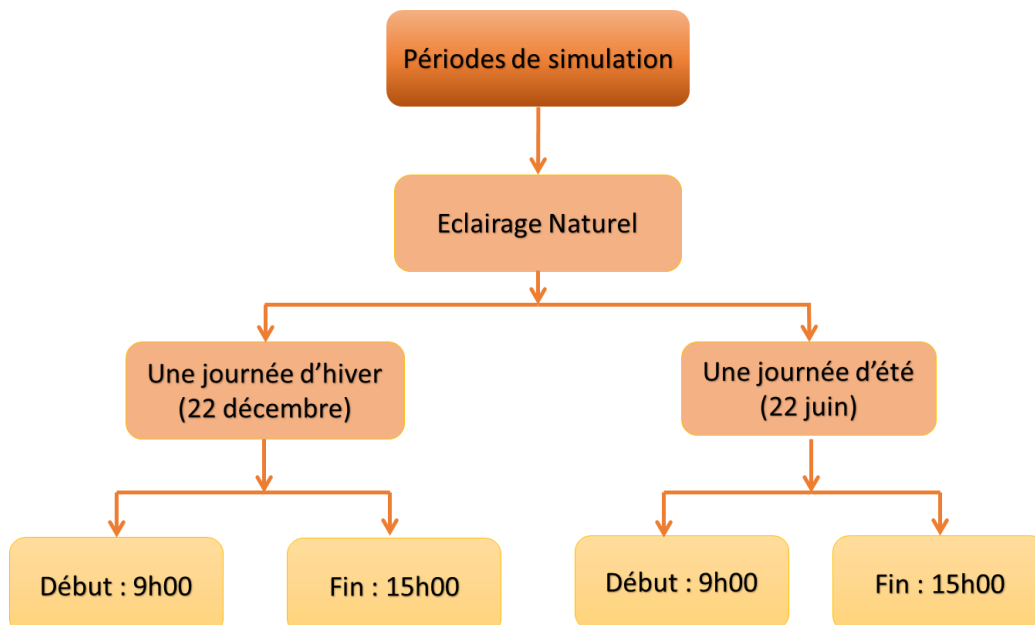 Périodes de simulation
Eclairage Naturel
Une journée d’hiver
(22 décembre)
Une journée d’été
(22 juin)
Début : 9h00
Fin : 15h00
Début : 9h00
Fin : 15h00